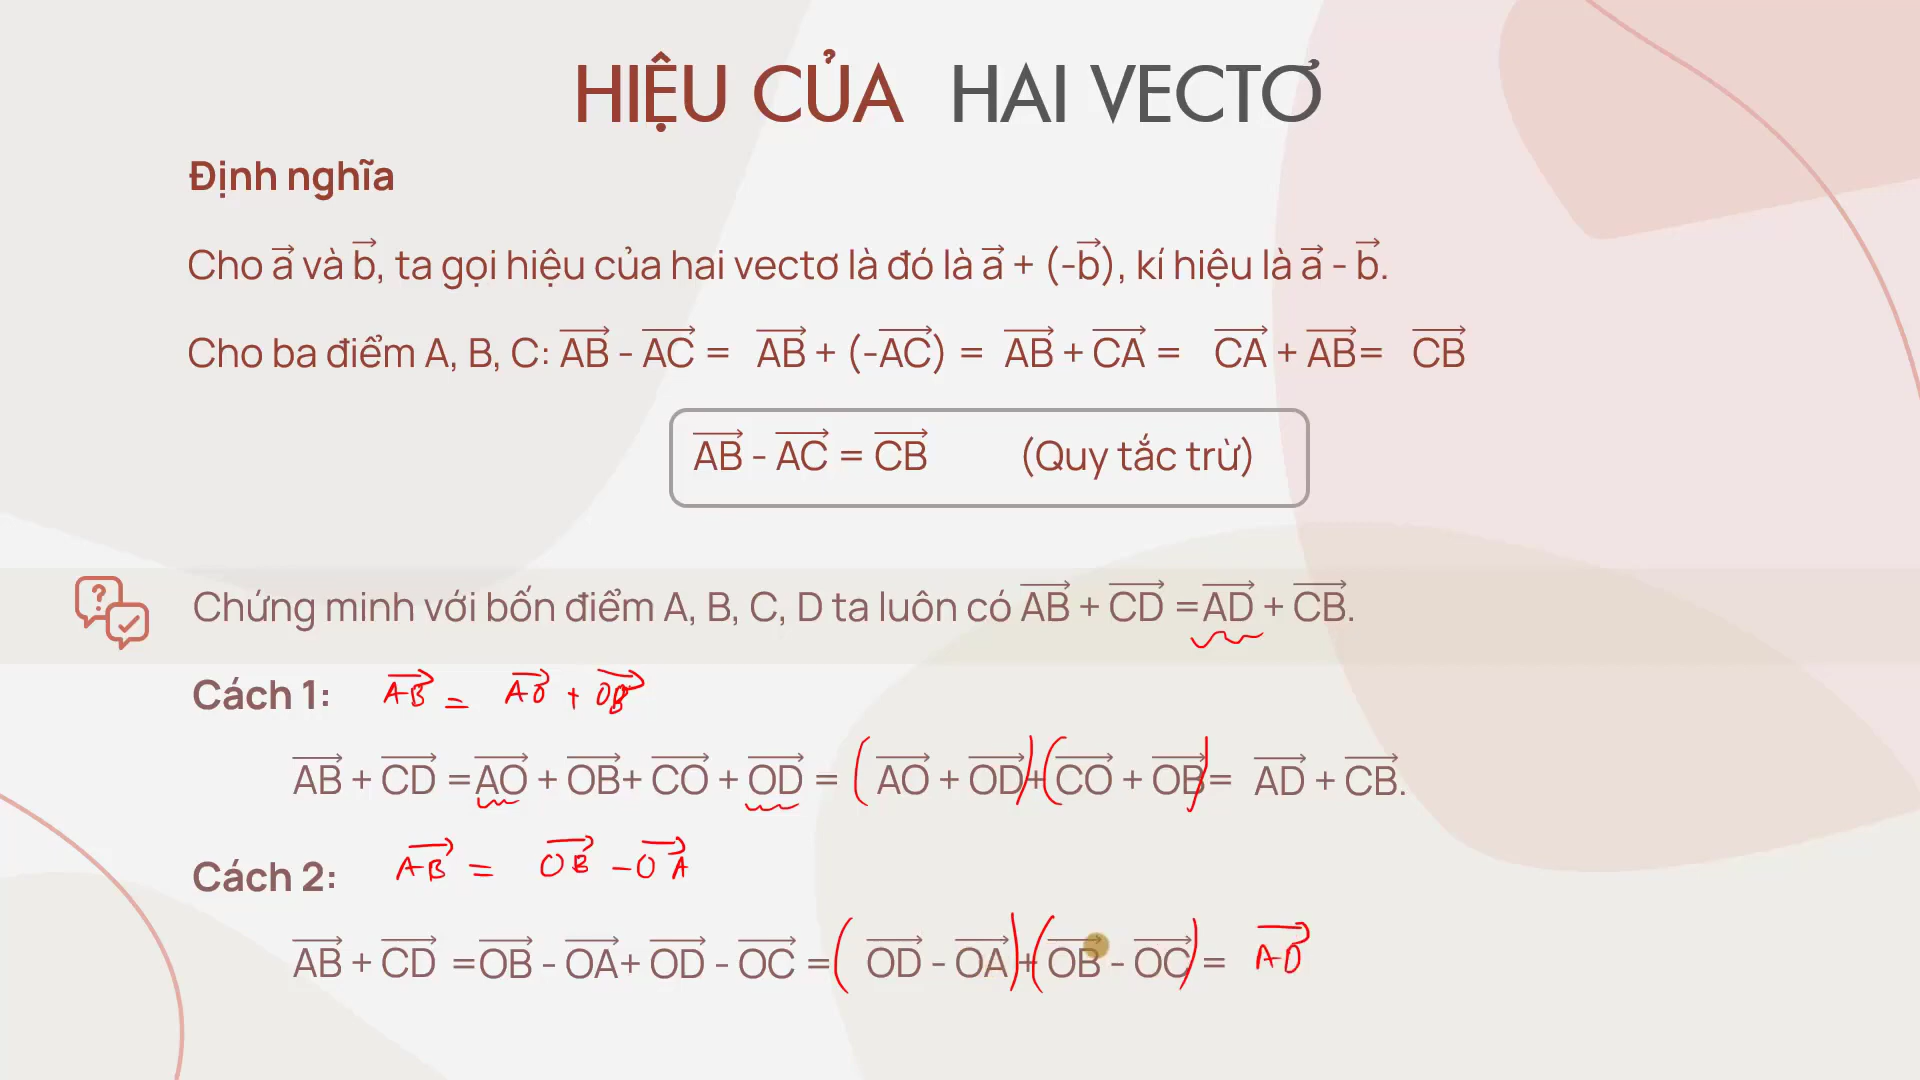 HIỆU CỦA HAI VECTƠ
Định nghĩa
Cho a⃗ và b⃗, ta gọi hiệu của hai vectơ là đó là a⃗ + (-b⃗), kí hiệu là a⃗ - b⃗.
Cho ba điểm A, B, C: AB⃗ - AC⃗ = AB⃗ + (-AC⃗) = AB⃗ + CA⃗ = CA⃗ + AB⃗= CB⃗
AB⃗ - AC⃗ = CB⃗ (Quy tắc trừ)
Chứng minh với bốn điểm A, B, C, D ta luôn có AB⃗ + CD⃗ =AD⃗ + CB⃗.
Cách 1: AB⃗ = AO⃗ + OB⃗
AB⃗ + CD⃗ =AO⃗ + OB⃗+ CO⃗ + OD⃗ = (AO⃗ + OD⃗)+(CO⃗ + OB⃗)= AD⃗ + CB⃗.
Cách 2: AB⃗ = OB⃗ - OA⃗
AB⃗ + CD⃗ =OB⃗ - OA⃗+ OD⃗ - OC⃗ =(OD⃗ - OA⃗)+(OB⃗ - OC⃗) = AD⃗